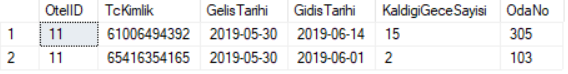 OtelID TcKimlik GelisTarihi GidisTarihi KaldigiGeceSayisi OdaNo
1 11 61006494392 2019-05-30 2019-06-14 15 305
2 11 65416354165 2019-05-30 2019-06-01 2 103